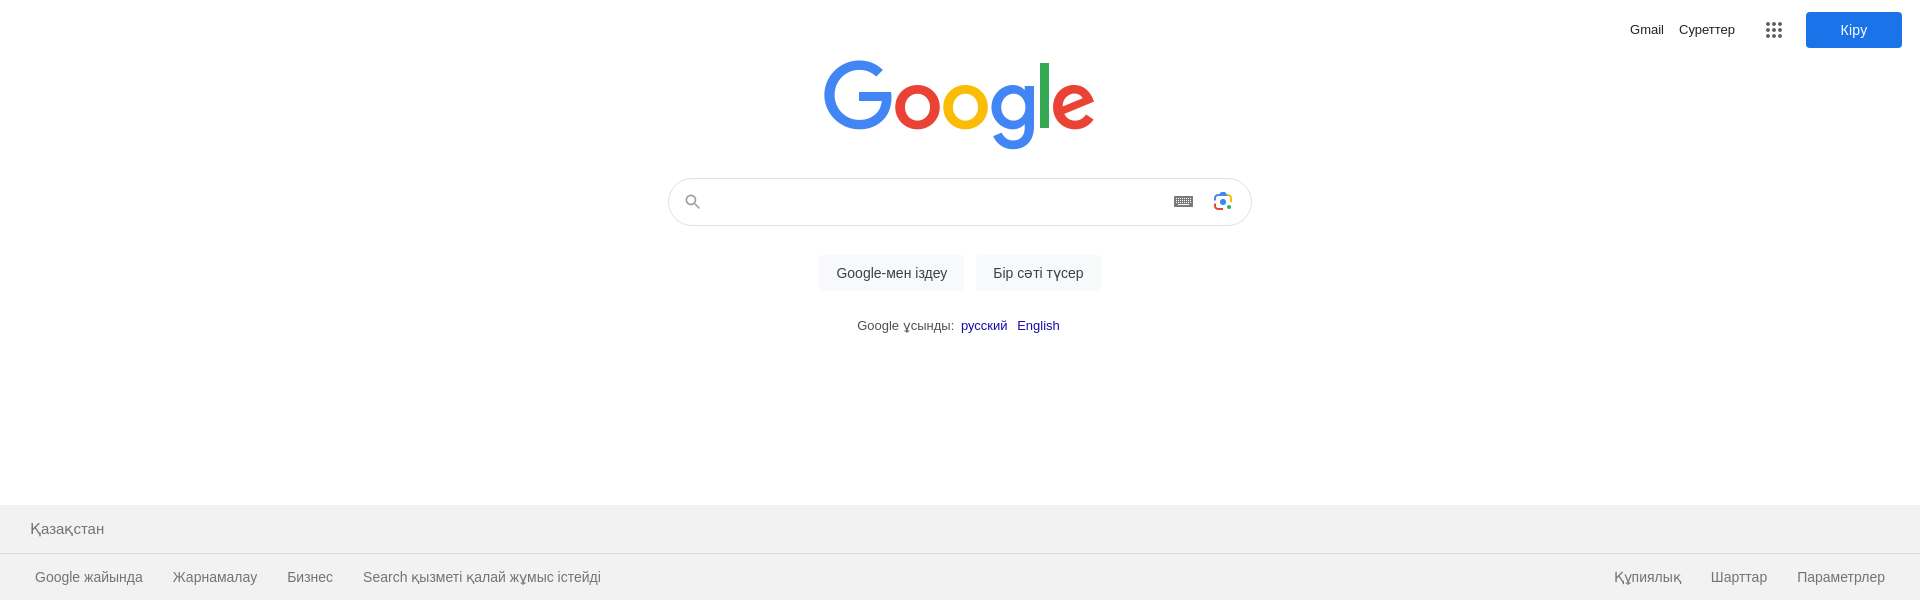 Gmail Суреттер Кіру
Google
Google-мен іздеу Бір сәті түсер
Google ұсынды: русский English
Қазақстан
Google жайында Жарнамалау Бизнес Search қызметі қалай жұмыс істейді Құпиялық Шарттар Параметрлер